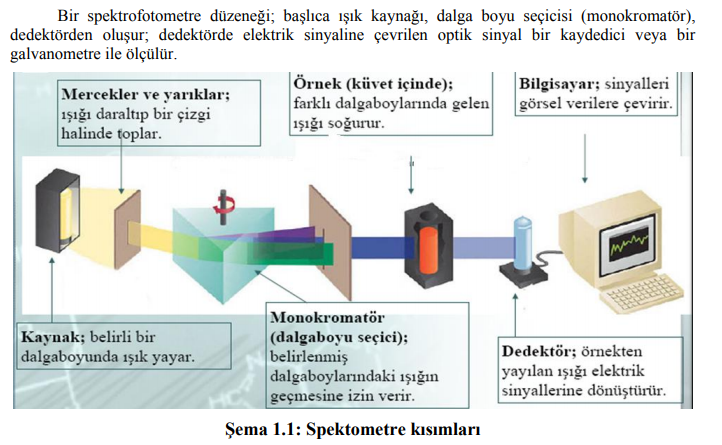 Bir spektrofotometre düzeneği; başlıca ışık kaynağı, dalga boyu seçicisi (monokromatör),
dedektörden oluşur; dedektörde elektrik sinyaline çevrilen optik sinyal bir kaydedici veya bir
galvanometre ile ölçülür.
Mercekler ve yarıklar;
ışığı daraltıp bir çizgi
halinde toplar.
Örnek (küvet içinde);
farklı dalgaboylarında gelen
ışığı soğurur.
Bilgisayar; sinyalleri
görsel verilere çevirir.
Kaynak; belirli bir
dalgaboyunda ışık yayar.
Monokromatör
(dalgaboyu seçici);
belirlenmiş
dalgaboylarındaki ışığın
geçmesine izin verir.
Dedektör; örnekten
yayılan ışığı elektrik
sinyallerine dönüştürür.
Şema 1.1: Spektometre kısımları